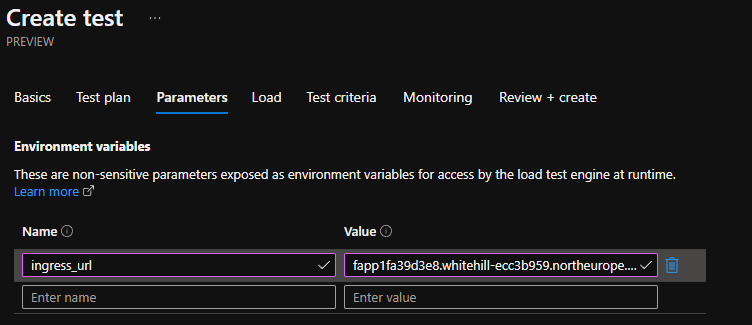 Create test ...
PREVIEW
Basics Test plan Parameters Load Test criteria Monitoring Review + create
Environment variables
These are non-sensitive parameters exposed as environment variables for access by the load test engine at runtime.
Learn more
Name Value
ingress_url fapp1fa39d3e8.whitehill-ecc3b959.northeurope....
Enter name Enter value